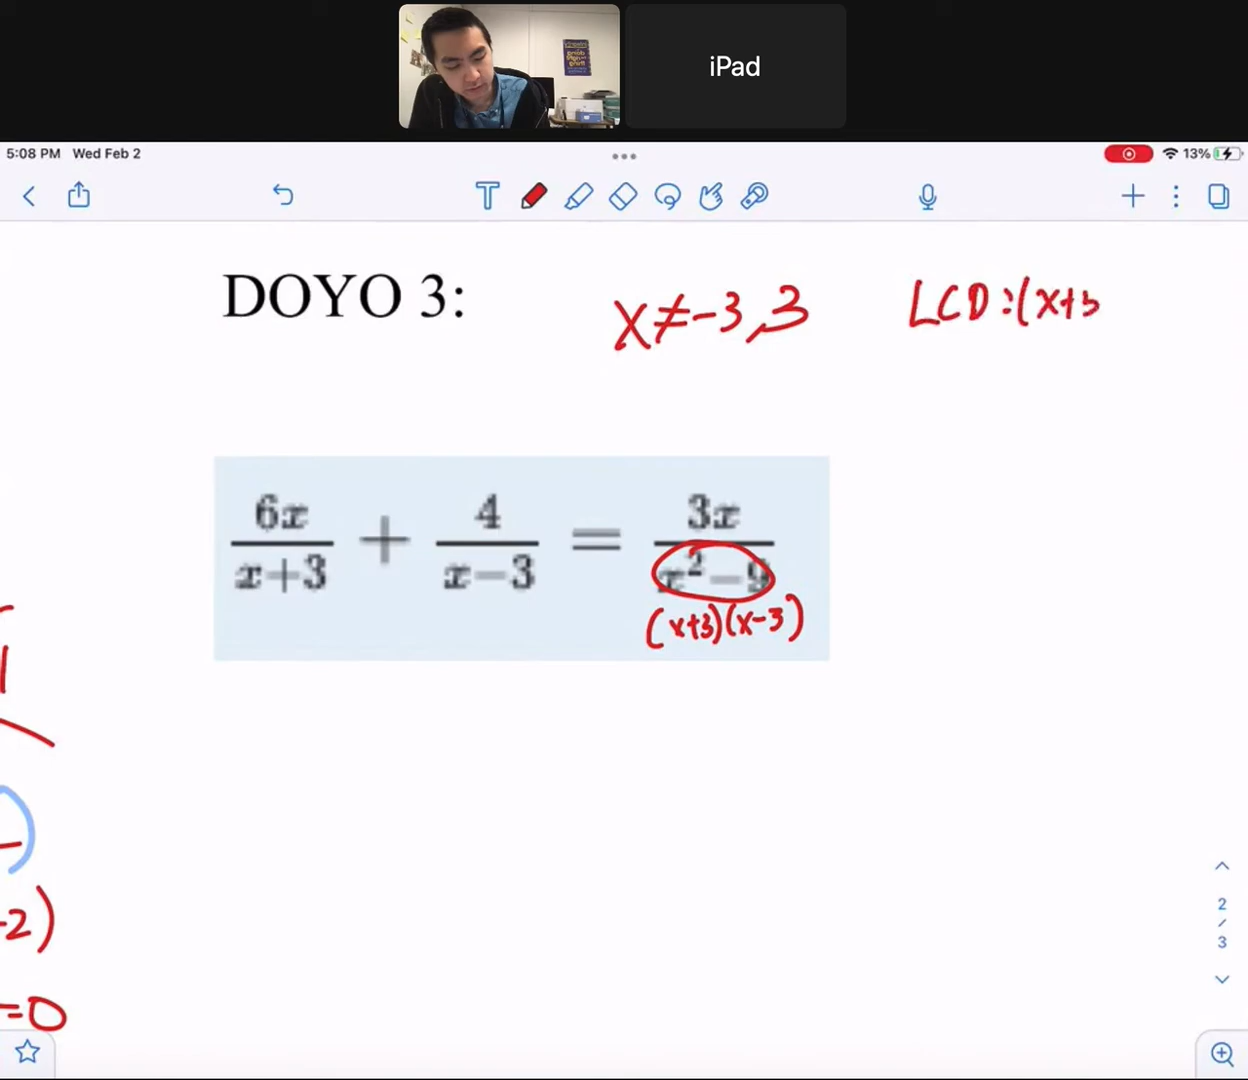 iPad
5:08 PM Wed Feb 2
13%
DOYO 3:
x≠-3,3
LCD:(x+3
6x/x+3 + 4/x-3 = 3x/x²-9
(x+3)(x-3)
-2)
=0
2
/
3